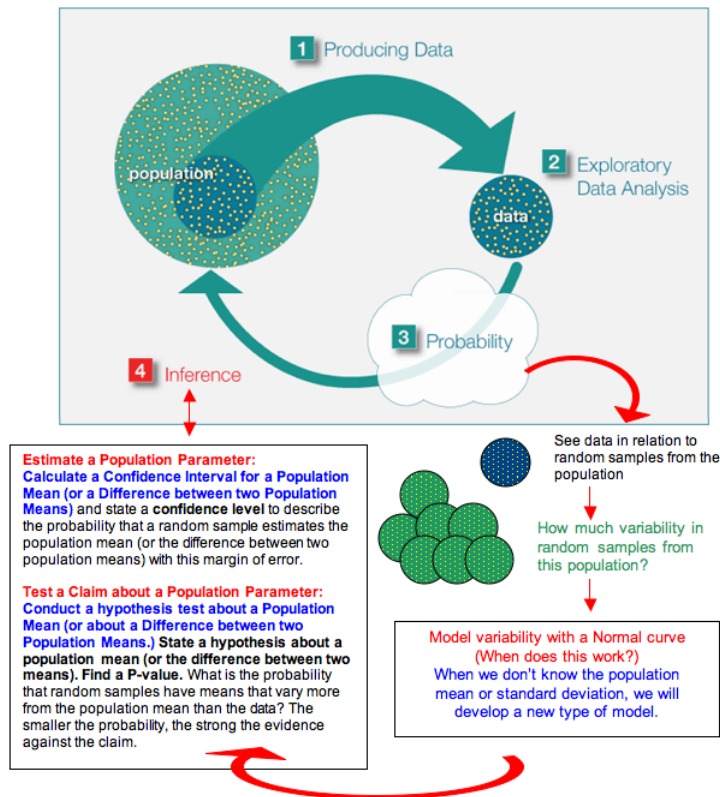 1 Producing Data
population
2 Exploratory
Data Analysis
data
3 Probability
4 Inference
See data in relation to
random samples from the
population
How much variability in
random samples from
this population?
Estimate a Population Parameter:
Calculate a Confidence Interval for a Population
Mean (or a Difference between two Population
Means) and state a confidence level to describe
the probability that a random sample estimates the
population mean (or the difference between two
population means) with this margin of error.
Test a Claim about a Population Parameter:
Conduct a hypothesis test about a Population
Mean (or about a Difference between two
Population Means.) State a hypothesis about a
population mean (or the difference between two
means). Find a P-value. What is the probability
that random samples have means that vary more
from the population mean than the data? The
smaller the probability, the strong the evidence
against the claim.
Model variability with a Normal curve
(When does this work?)
When we don't know the population
mean or standard deviation, we will
develop a new type of model.